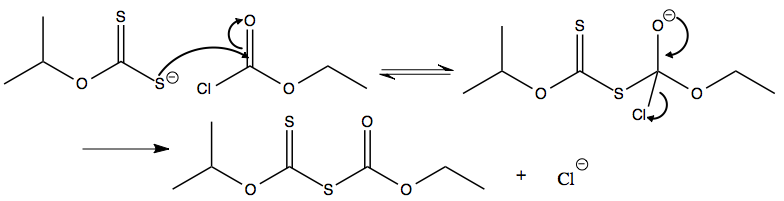 S O S O⊖
O S⊖ Cl O O S O
Cl
S O
O S O + Cl⊖